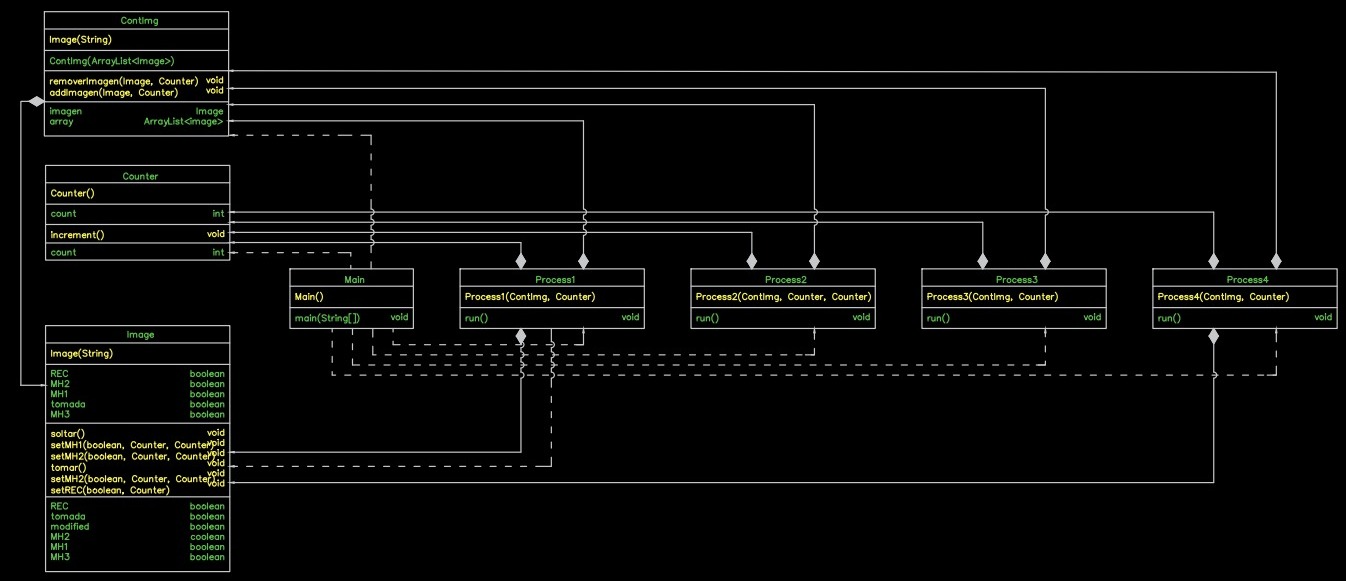 ContImg
Image(String)
ContImg(ArrayList<Image>)
removerImagen(Image, Counter) void
addImagen(Image, Counter) void
imagen Image
array ArrayList<image>
Counter
Counter()
count int
increment() void
count int
Main
Main()
main(String[]) void
Process1
Process1(ContImg, Counter)
run() void
Process2
Process2(ContImg, Counter, Counter)
run() void
Process3
Process3(ContImg, Counter)
run() void
Process4
Process4(ContImg, Counter)
run() void
Image
Image(String)
REC boolean
MH2 boolean
MH1 boolean
tomada boolean
MH3 boolean
soltar() void
setMH1(boolean, Counter, Counter) void
setMH2(boolean, Counter, Counter) void
tomar() void
setMH2(boolean, Counter, Counter) void
setREC(boolean, Counter) void
REC boolean
tomada boolean
modified boolean
MH2 coolean
MH1 boolean
MH3 boolean